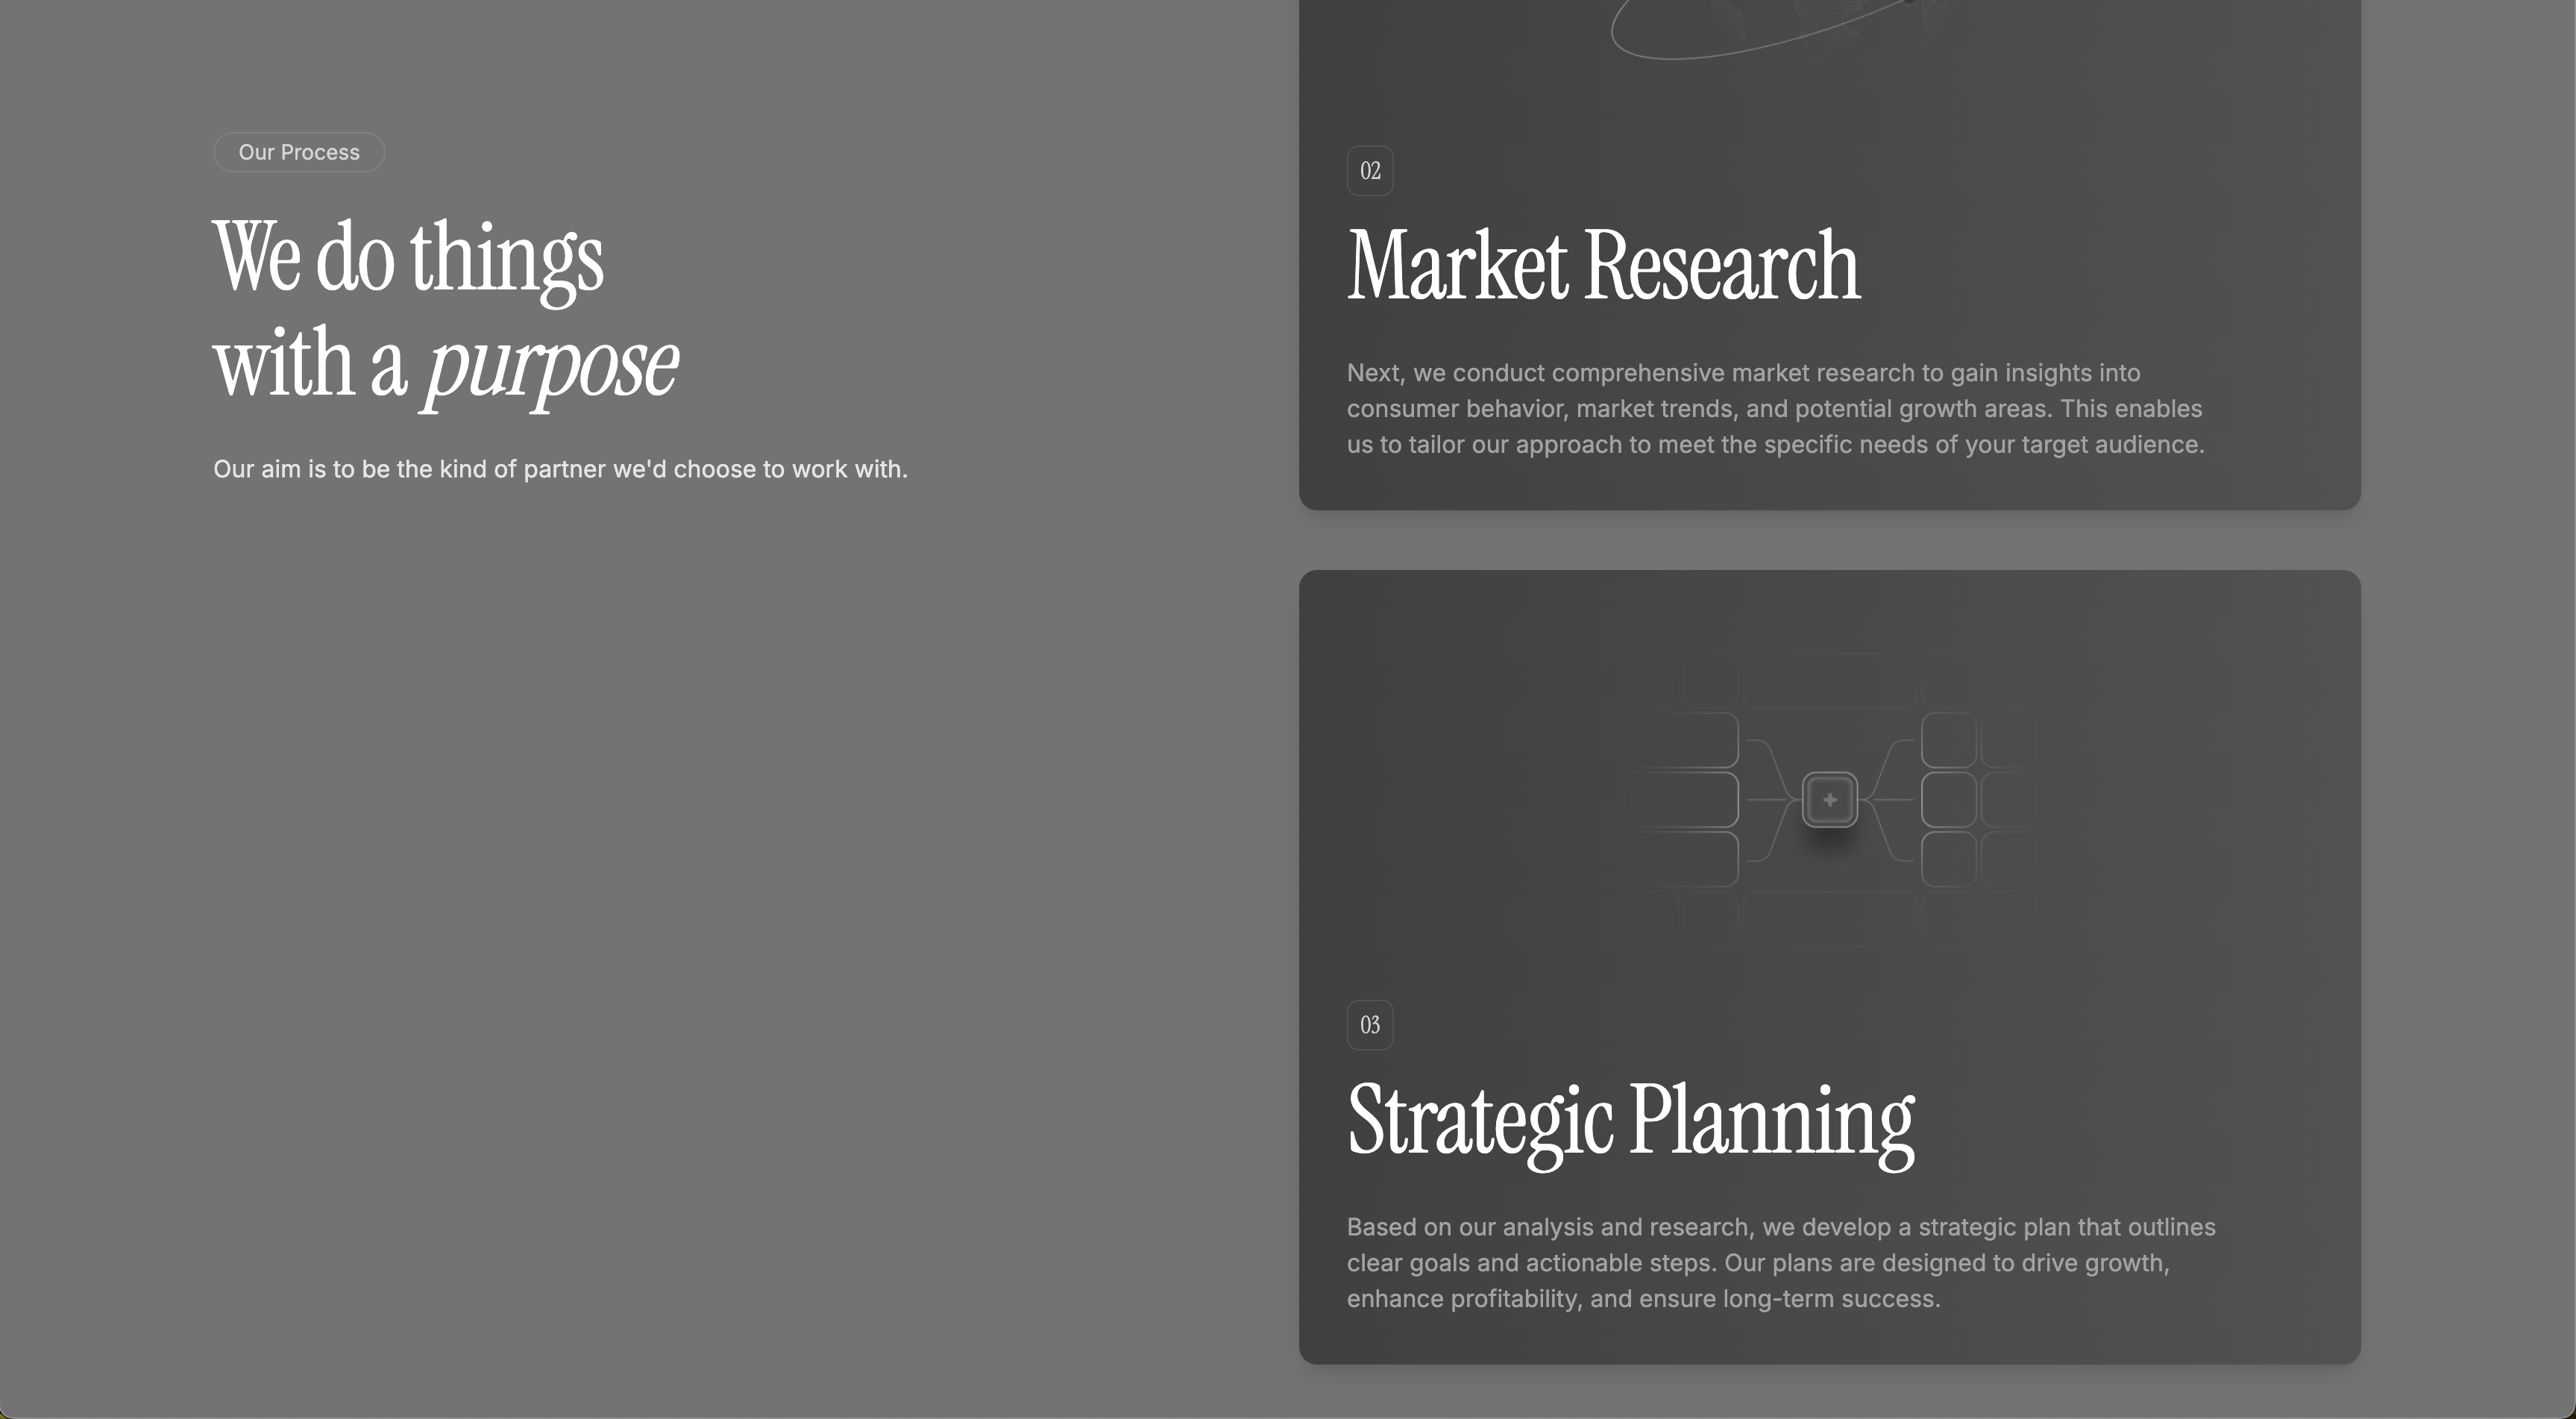 Our Process
We do things
with a purpose
Our aim is to be the kind of partner we'd choose to work with.
02
Market Research
Next, we conduct comprehensive market research to gain insights into
consumer behavior, market trends, and potential growth areas. This enables
us to tailor our approach to meet the specific needs of your target audience.
03
Strategic Planning
Based on our analysis and research, we develop a strategic plan that outlines
clear goals and actionable steps. Our plans are designed to drive growth,
enhance profitability, and ensure long-term success.